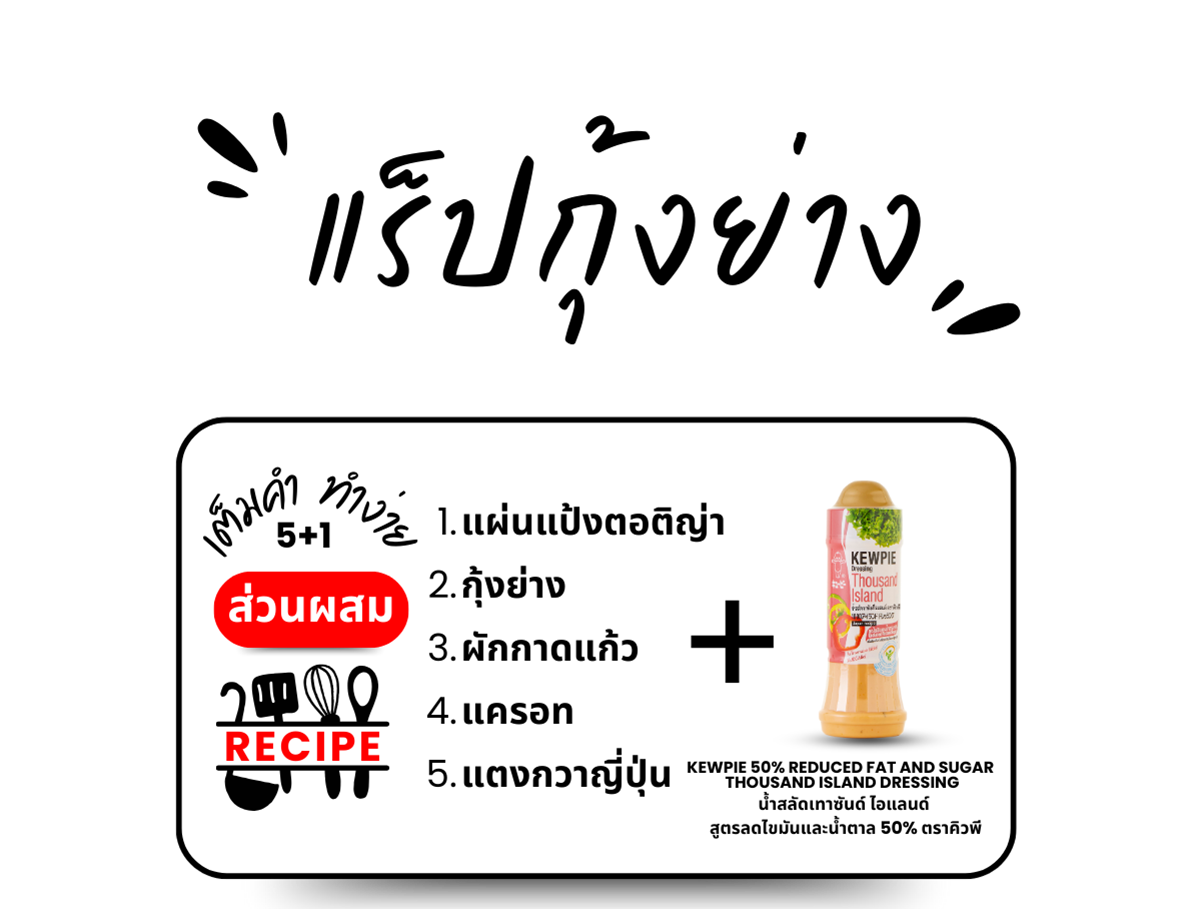 แร็ปกุ้งย่าง
เต็มคำ ทำง่าย
5+1
ส่วนผสม
RECIPE
1. แผ่นแป้งตอติญ่า
2. กุ้งย่าง
3. ผักกาดแก้ว
4. แครอท
5. แตงกวาญี่ปุ่น
+
KEWPIE
Dressing
Thousand
Island
KEWPIE 50% REDUCED FAT AND SUGAR
THOUSAND ISLAND DRESSING
น้ำสลัดเทาซันด์ ไอแลนด์
สูตรลดไขมันและน้ำตาล 50% ตราคิวพี